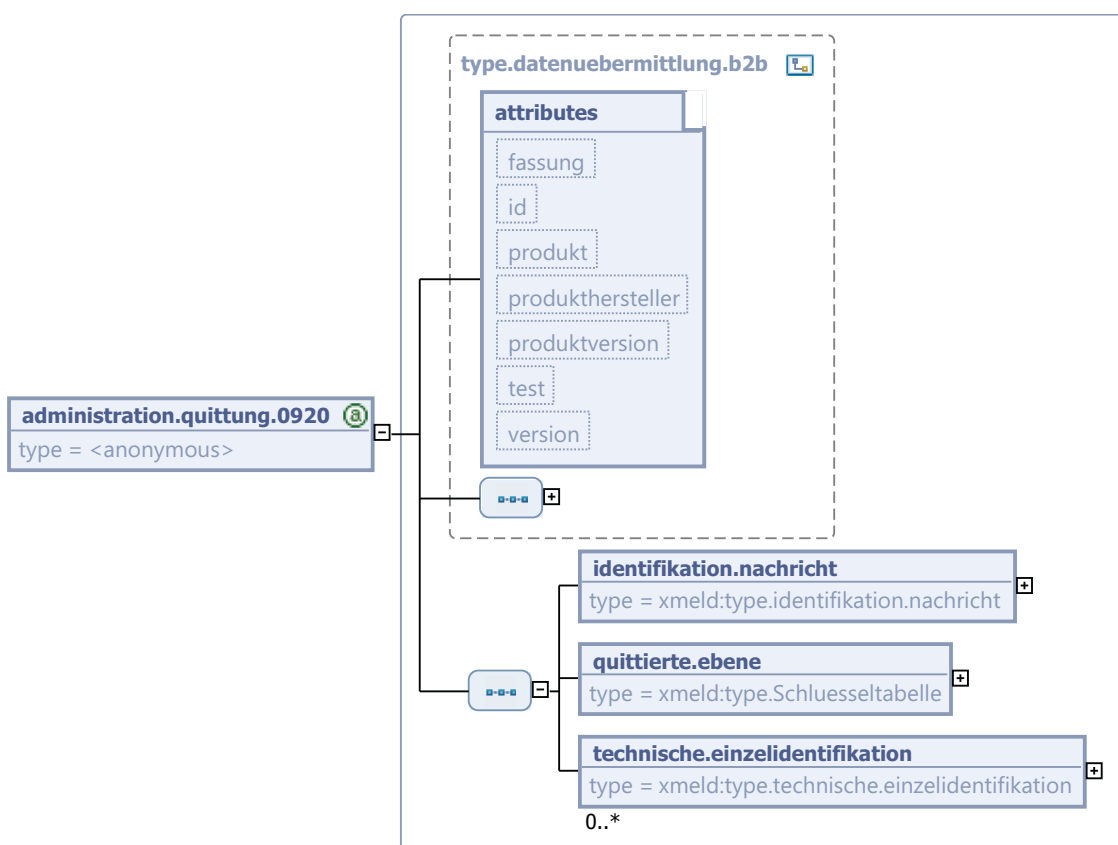 type.datenuebermittlung.b2b
attributes
fassung
id
produkt
produkthersteller
produktversion
test
version
administration.quittung.0920 a
type = <anonymous>
identifikation.nachricht
type = xmeld:type.identifikation.nachricht
quittierte.ebene
type = xmeld:type.Schluesseltabelle
technische.einzelidentifikation
type = xmeld:type.technische.einzelidentifikation
0..*